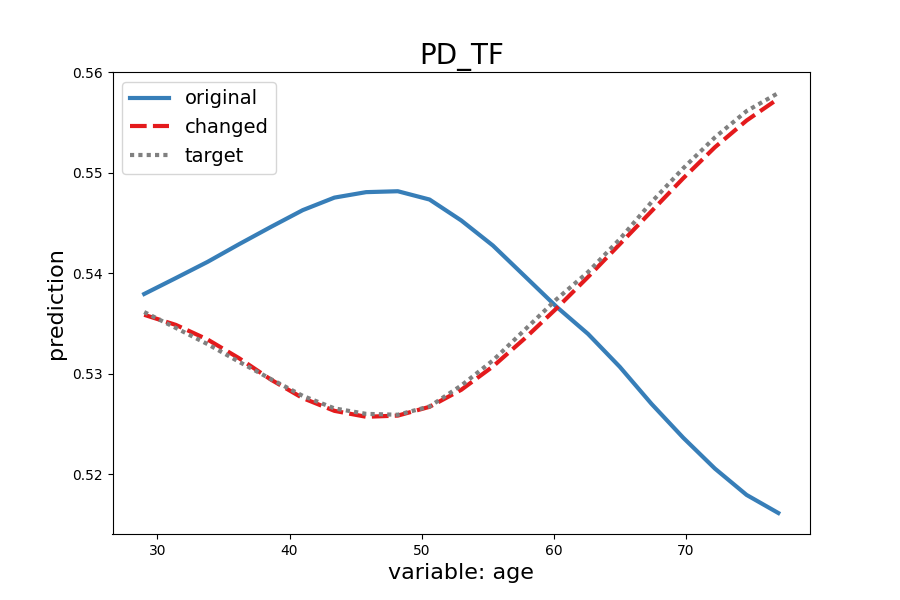 PD_TF
original
changed
target
0.56
0.55
0.54
0.53
0.52
prediction
30 40 50 60 70
variable: age